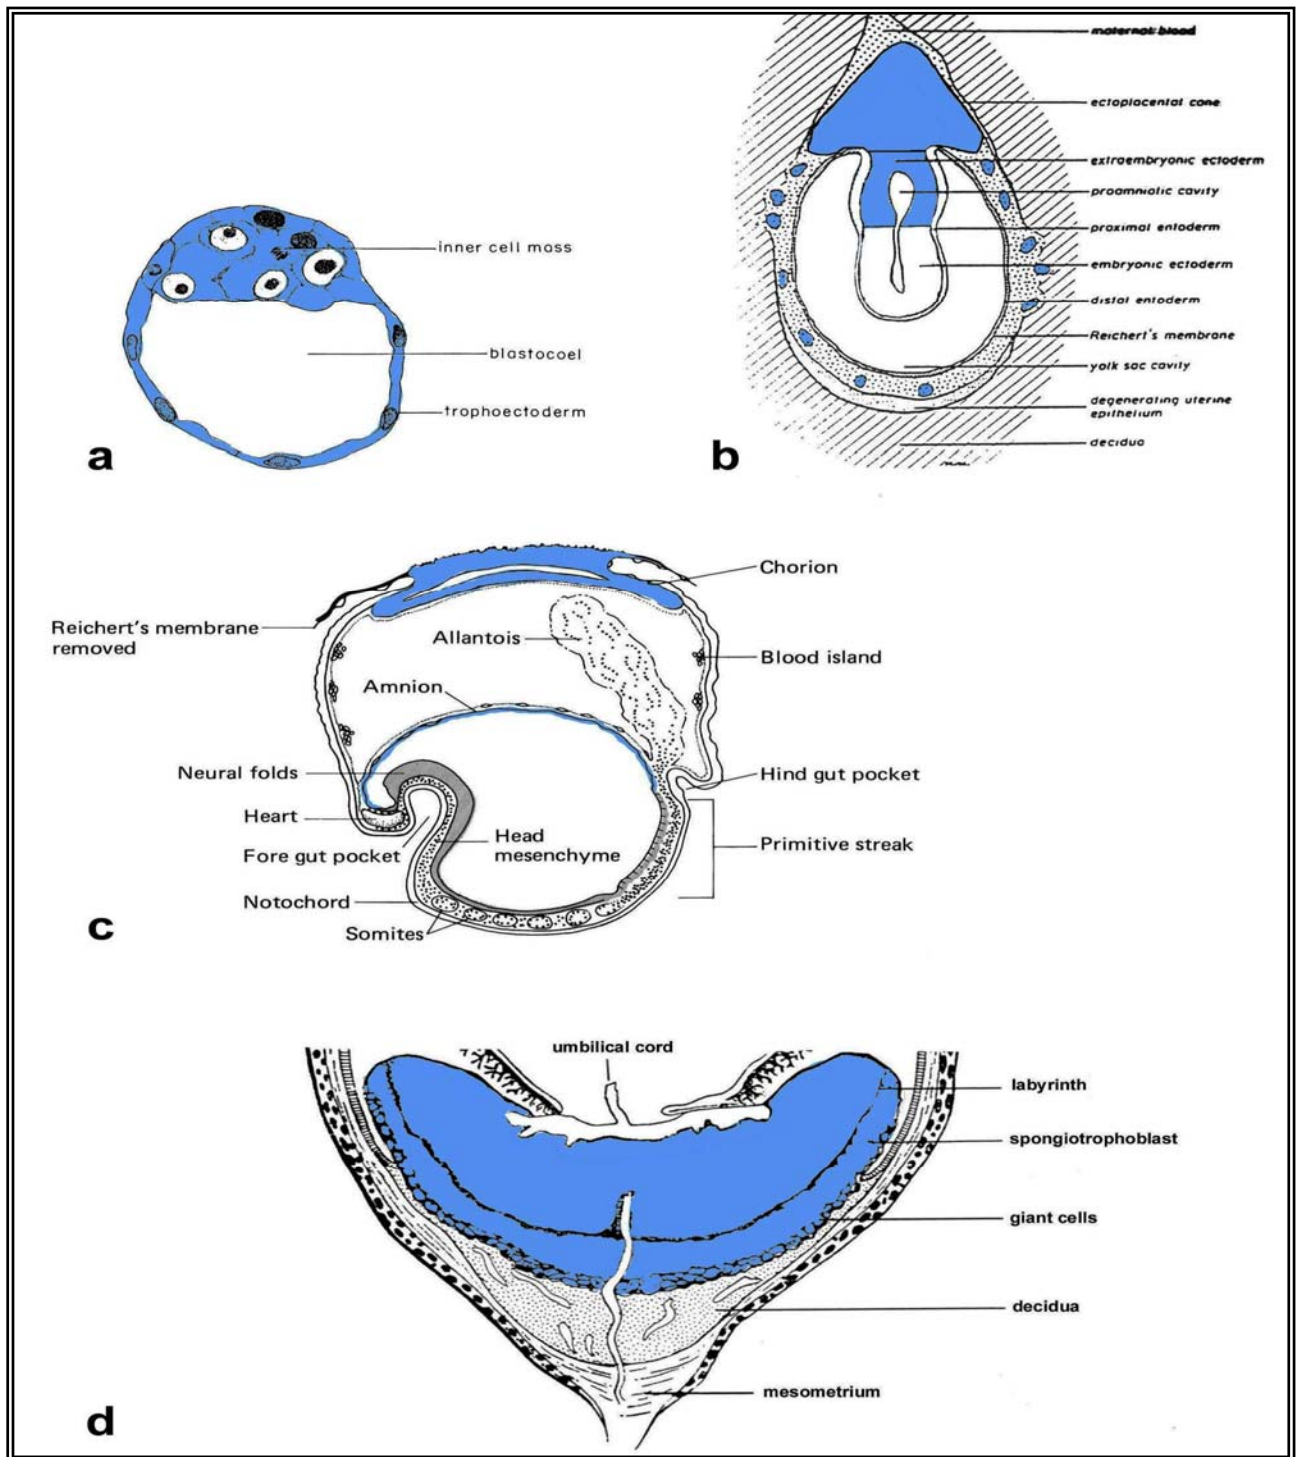 inner cell mass
blastocoel
trophoectoderm
a
maternal blood
ectoplacental cone
extraembryonic ectoderm
proamniotic cavity
proximal entoderm
embryonic ectoderm
distal entoderm
Reichert's membrane
yolk sac cavity
degenerating uterine
epithelium
decidua
b
Chorion
Reichert's membrane
removed
Allantois
Blood island
Amnion
Neural folds
Hind gut pocket
Heart
Head
mesenchyme
Fore gut pocket
Primitive streak
Notochord
Somites
c
umbilical cord
labyrinth
spongiotrophoblast
giant cells
decidua
mesometrium
d